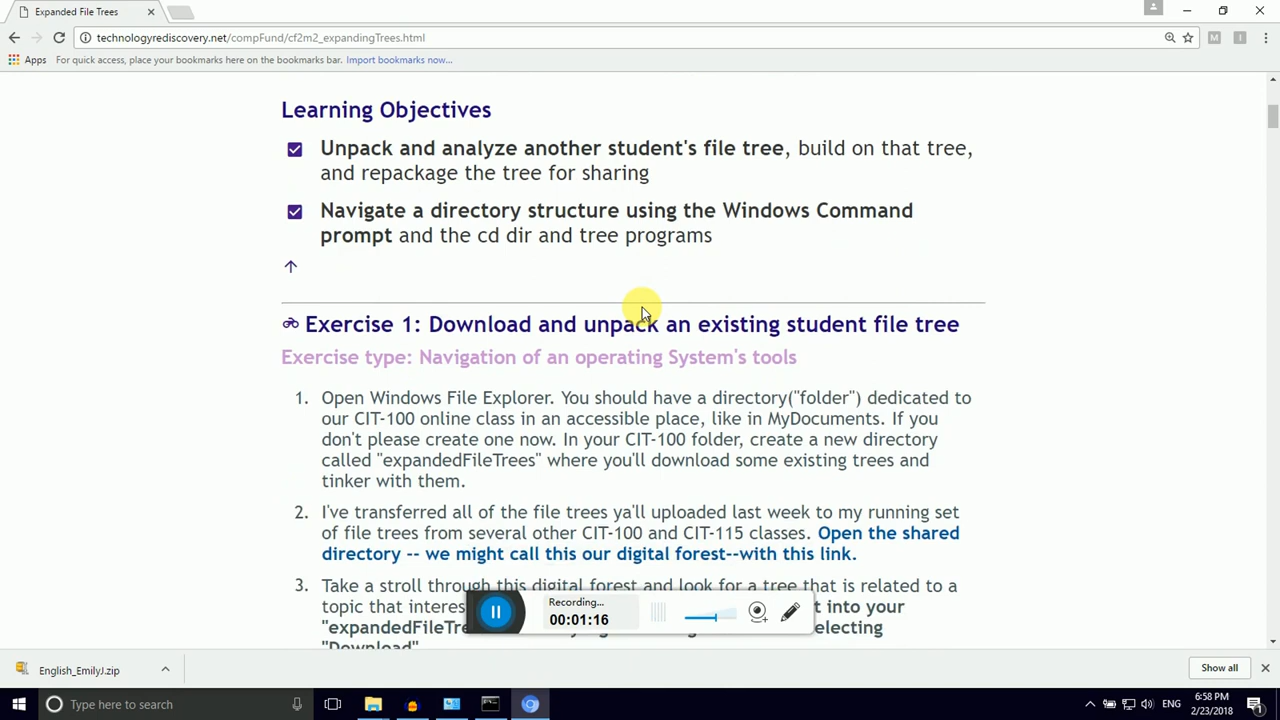 Expanded File Trees
technologyrediscovery.net/compFund/cf2m2_expandingTrees.html
Apps For quick access, place your bookmarks here on the bookmarks bar. Import bookmarks now...
Learning Objectives
Unpack and analyze another student's file tree, build on that tree,
and repackage the tree for sharing
Navigate a directory structure using the Windows Command
prompt and the cd dir and tree programs
Exercise 1: Download and unpack an existing student file tree
Exercise type: Navigation of an operating System's tools
1. Open Windows File Explorer. You should have a directory("folder") dedicated to
our CIT-100 online class in an accessible place, like in MyDocuments. If you
don't please create one now. In your CIT-100 folder, create a new directory
called "expandedFileTrees" where you'll download some existing trees and
tinker with them.
2. I've transferred all of the file trees ya'll uploaded last week to my running set
of file trees from several other CIT-100 and CIT-115 classes. Open the shared
directory -- we might call this our digital forest--with this link.
3. Take a stroll through this digital forest and look for a tree that is related to a
topic that interes t into your
"expandedFileTre electing
"Download"
Recording...
00:01:16
English_EmilyJ.zip
Show all
Type here to search
ENG
6:58 PM
2/23/2018